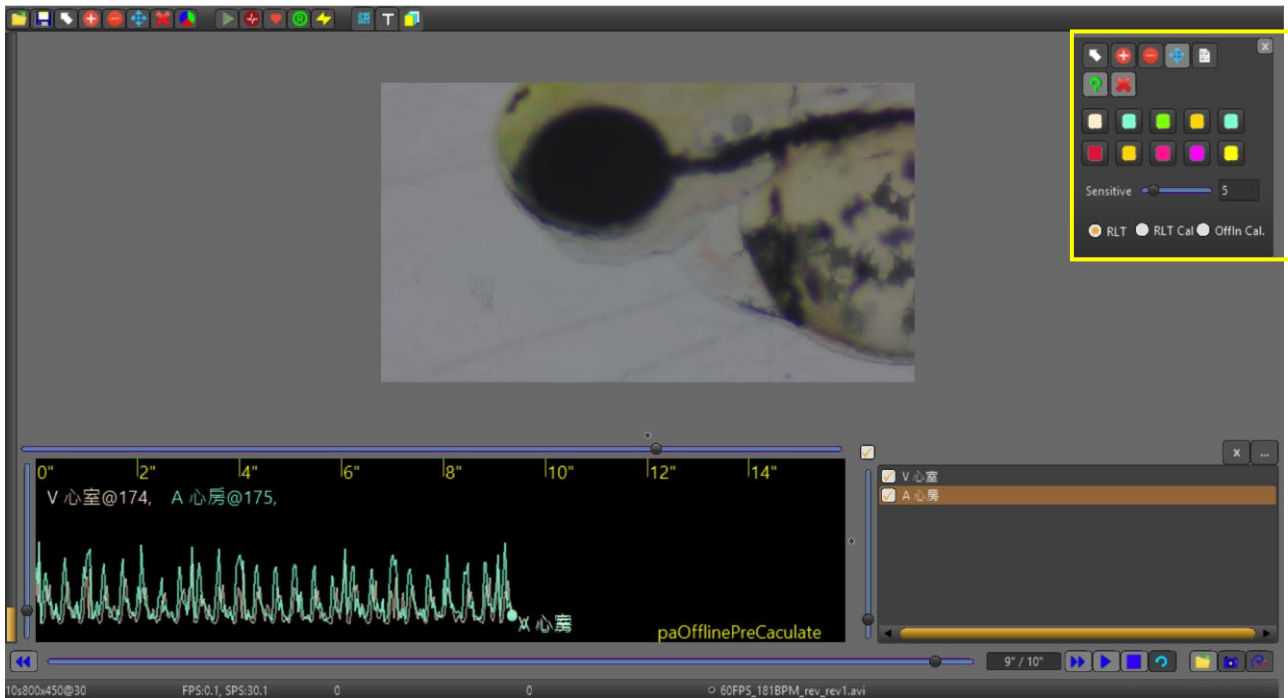 Sensitive 5
RLT RLT Cal OffIn Cal.
0" 2" 4" 6" 8" 10" 12" 14"
V 心室@174, A 心房@175,
心房
paOfflinePreCaculate
V 心室
A 心房
9" / 10"
10s800x450@30 FPS:0.1, SPS:30.1 0 0 60FPS_181BPM_rev_rev1.avi